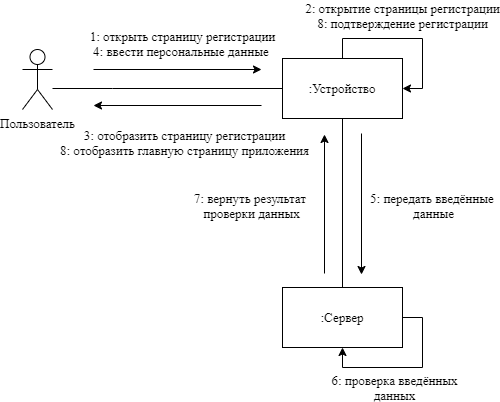 2: открытие страницы регистрации
8: подтверждение регистрации
1: открыть страницу регистрации
4: ввести персональные данные
:Устройство
Пользователь
3: отобразить страницу регистрации
8: отобразить главную страницу приложения
7: вернуть результат
проверки данных
5: передать введённые
данные
:Сервер
6: проверка введённых
данных